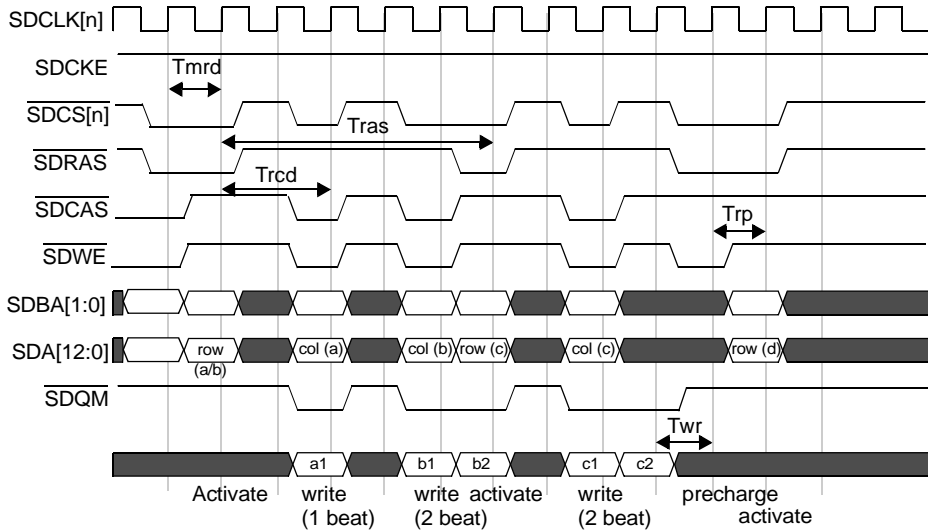 SDCLK[n]
SDCKE
Tmrd
SDCS[n]
Tras
SDRAS
Trcd
SDCAS
Trp
SDWE
SDBA[1:0]
SDA[12:0]
row
(a/b)
col (a)
col (b)
row (c)
col (c)
row (d)
SDQM
Twr
a1
b1
b2
c1
c2
Activate
write
(1 beat)
write
(2 beat)
activate
write
(2 beat)
precharge
activate